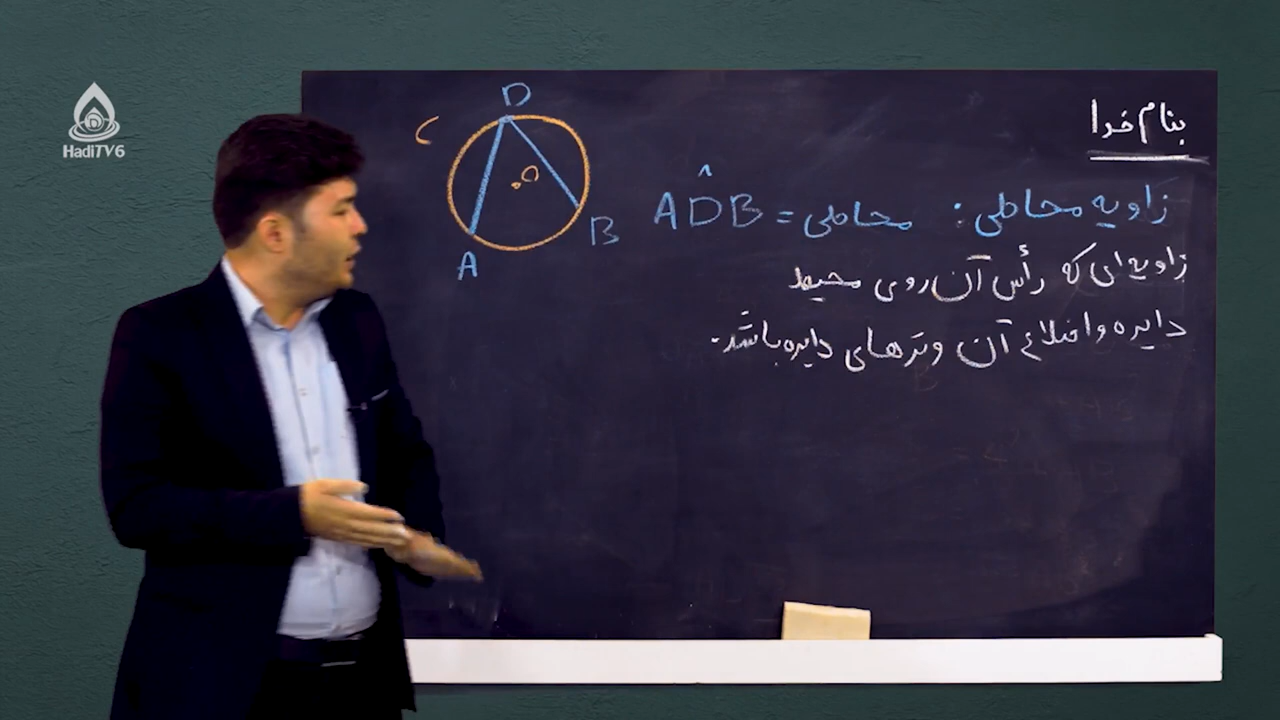 بنام خدا
زاویه محاطی: محاطی = AD̂B
زاویه‌ای که رأس آن روی محیط
دایره و اضلاع آن وترهای دایره باشد.
D
C
O
B
A
HadiTV6